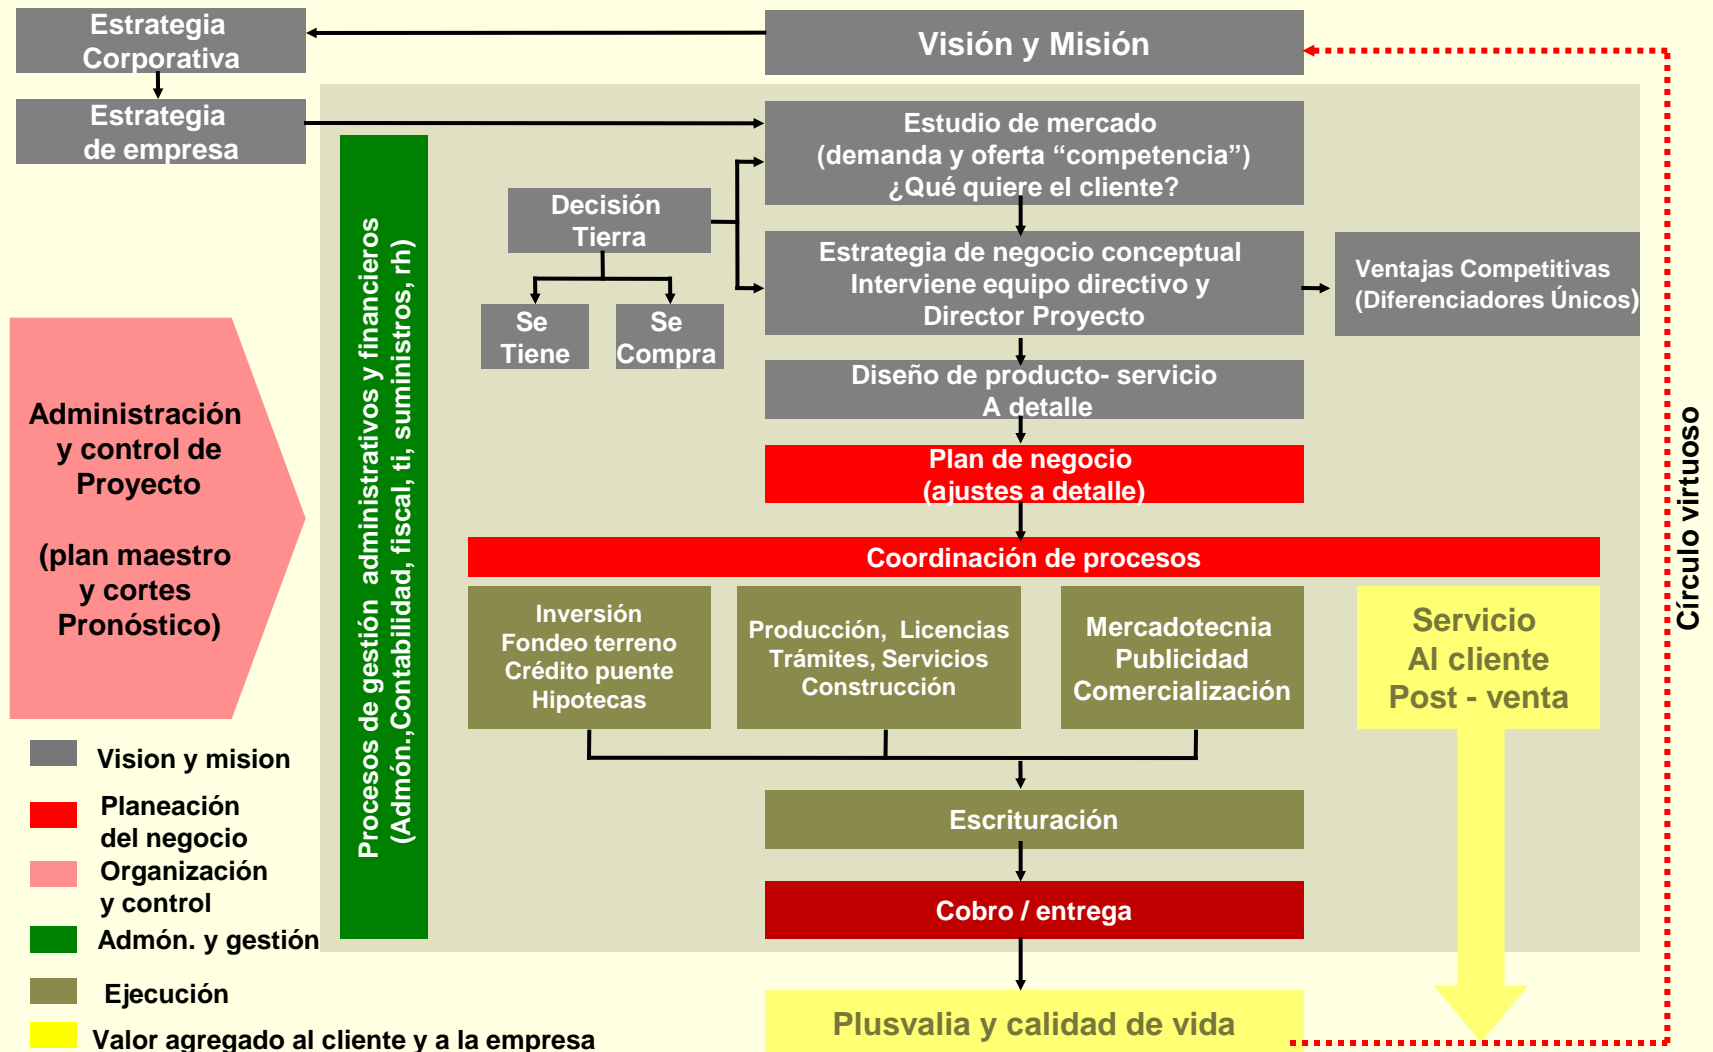 Estrategia
Corporativa
Visión y Misión
Estrategia
de empresa
Estudio de mercado
(demanda y oferta “competencia”)
¿Qué quiere el cliente?
Decisión
Tierra
Se
Tiene
Se
Compra
Estrategia de negocio conceptual
Interviene equipo directivo y
Director Proyecto
Ventajas Competitivas
(Diferenciadores Únicos)
Diseño de producto- servicio
A detalle
Plan de negocio
(ajustes a detalle)
Coordinación de procesos
Inversión
Fondeo terreno
Crédito puente
Hipotecas
Producción, Licencias
Trámites, Servicios
Construcción
Mercadotecnia
Publicidad
Comercialización
Servicio
Al cliente
Post - venta
Escrituración
Cobro / entrega
Plusvalia y calidad de vida
Procesos de gestión administrativos y financieros
(Admón.,Contabilidad, fiscal, ti, suministros, rh)
Administración
y control de
Proyecto
(plan maestro
y cortes
Pronóstico)
Círculo virtuoso
Vision y mision
Planeación
del negocio
Organización
y control
Admón. y gestión
Ejecución
Valor agregado al cliente y a la empresa